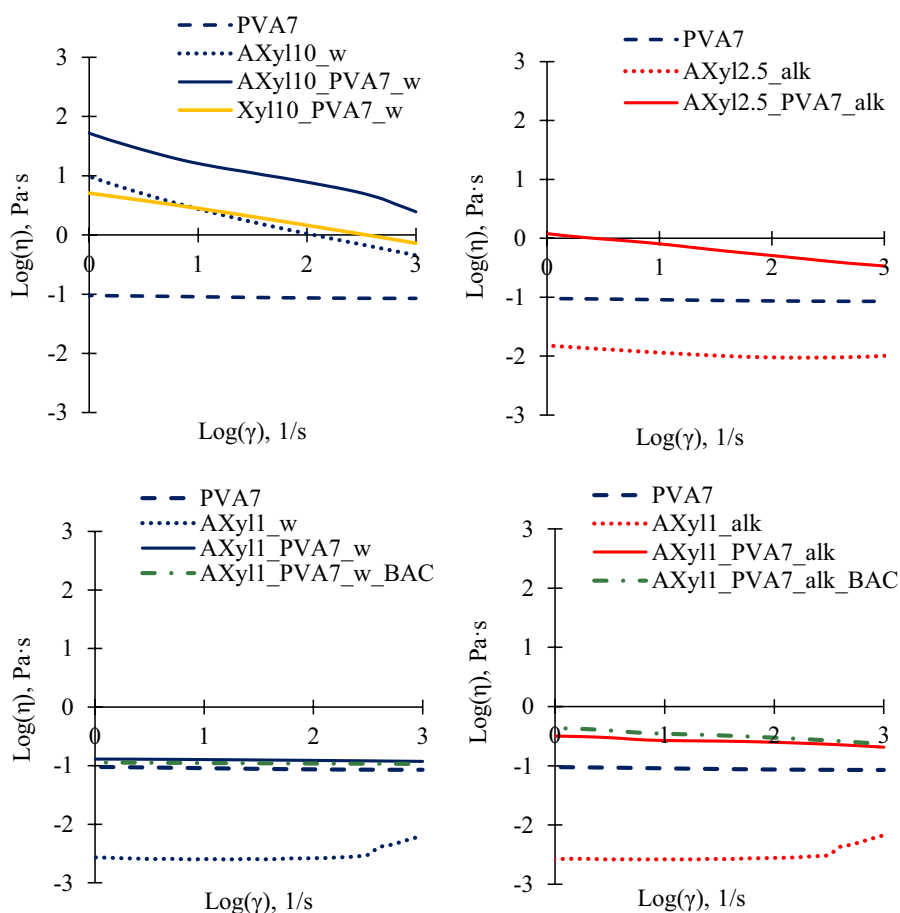 PVA7
AXyl10_w
AXyl10_PVA7_w
Xyl10_PVA7_w
3
2
1
0
-1
-2
-3
0
1
2
3
Log(η), Pa·s
Log(γ), 1/s
PVA7
AXyl2.5_alk
AXyl2.5_PVA7_alk
3
2
1
0
-1
-2
-3
0
1
2
3
Log(η), Pa·s
Log(γ), 1/s
PVA7
AXyl1_w
AXyl1_PVA7_w
AXyl1_PVA7_w_BAC
3
2
1
0
-1
-2
-3
0
1
2
3
Log(η), Pa·s
Log(γ), 1/s
PVA7
AXyl1_alk
AXyl1_PVA7_alk
AXyl1_PVA7_alk_BAC
3
2
1
0
-1
-2
-3
0
1
2
3
Log(η), Pa·s
Log(γ), 1/s